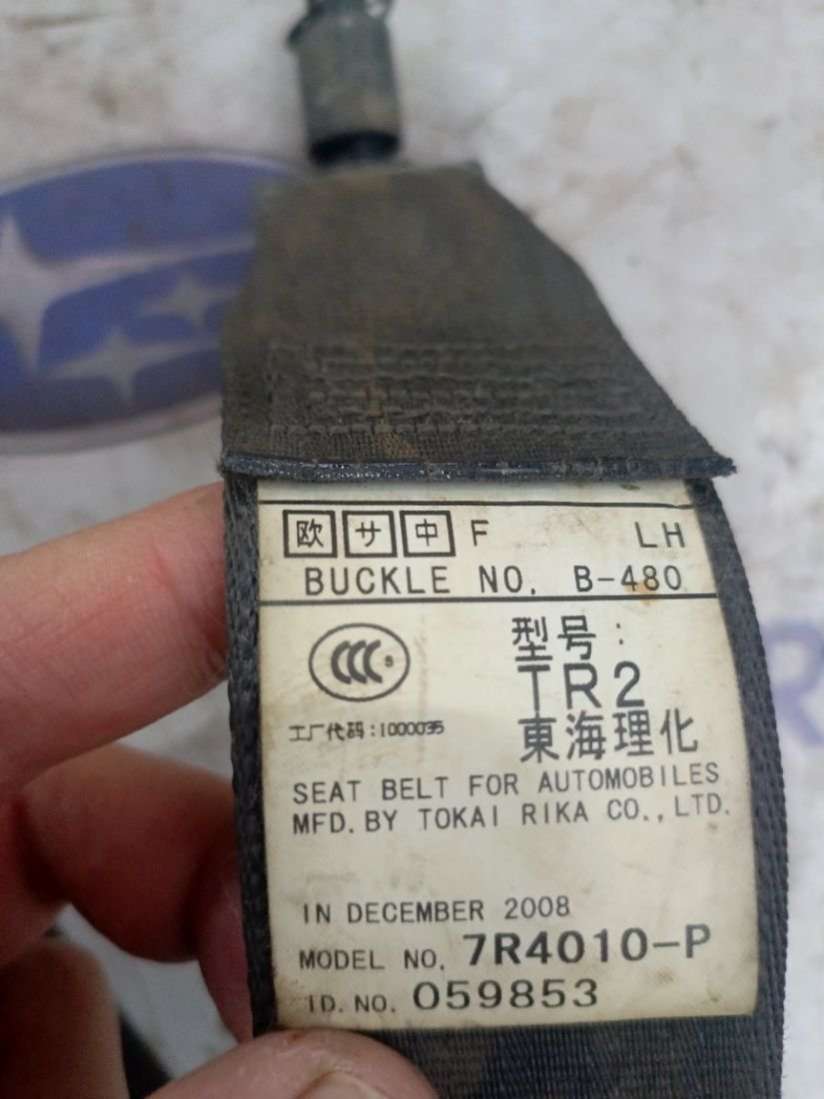 欧 サ 中 F LH
BUCKLE NO. B-480
CCC S
型号:
TR2
工厂代码:1000035
東海理化
SEAT BELT FOR AUTOMOBILES
MFD. BY TOKAI RIKA CO., LTD.
IN DECEMBER 2008
MODEL NO. 7R4010-P
ID. NO. 059853
R